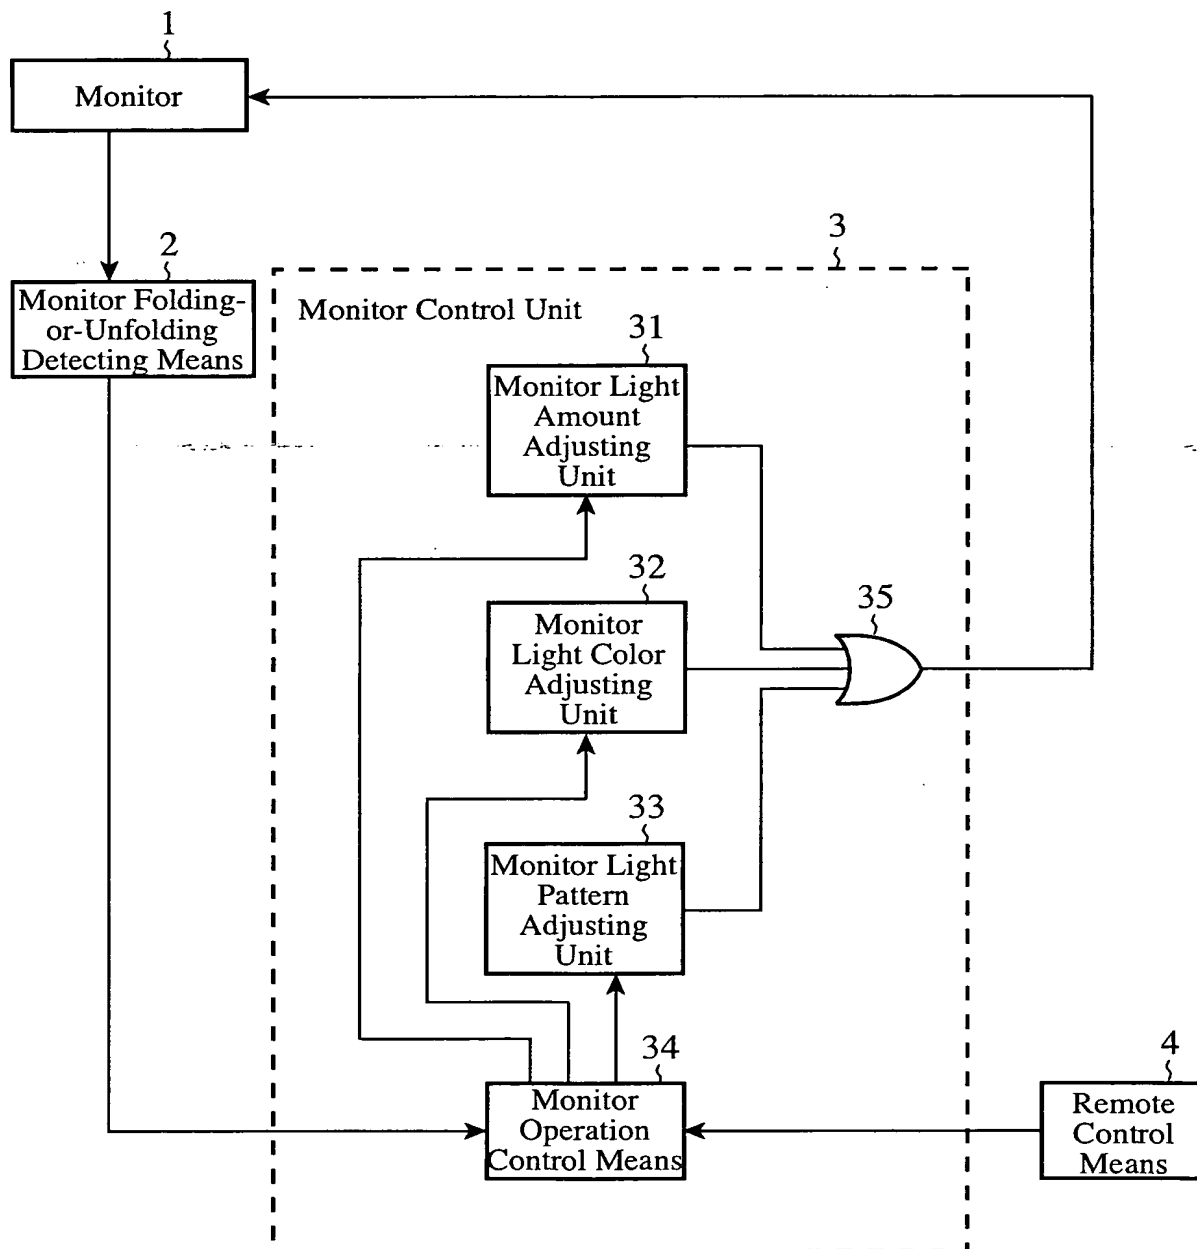 1
Monitor
2
Monitor Folding-
or-Unfolding
Detecting Means
3
Monitor Control Unit
31
Monitor Light
Amount
Adjusting
Unit
32
Monitor
Light Color
Adjusting
Unit
35
33
Monitor Light
Pattern
Adjusting
Unit
34
Monitor
Operation
Control Means
4
Remote
Control
Means